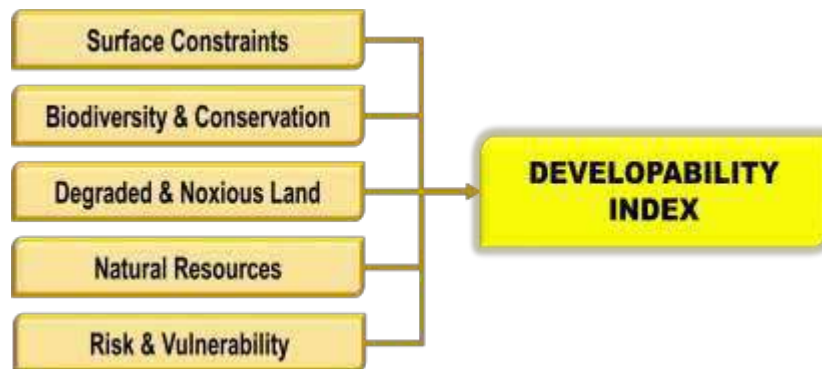 Surface Constraints
Biodiversity & Conservation
Degraded & Noxious Land
Natural Resources
Risk & Vulnerability
DEVELOPABILITY
INDEX